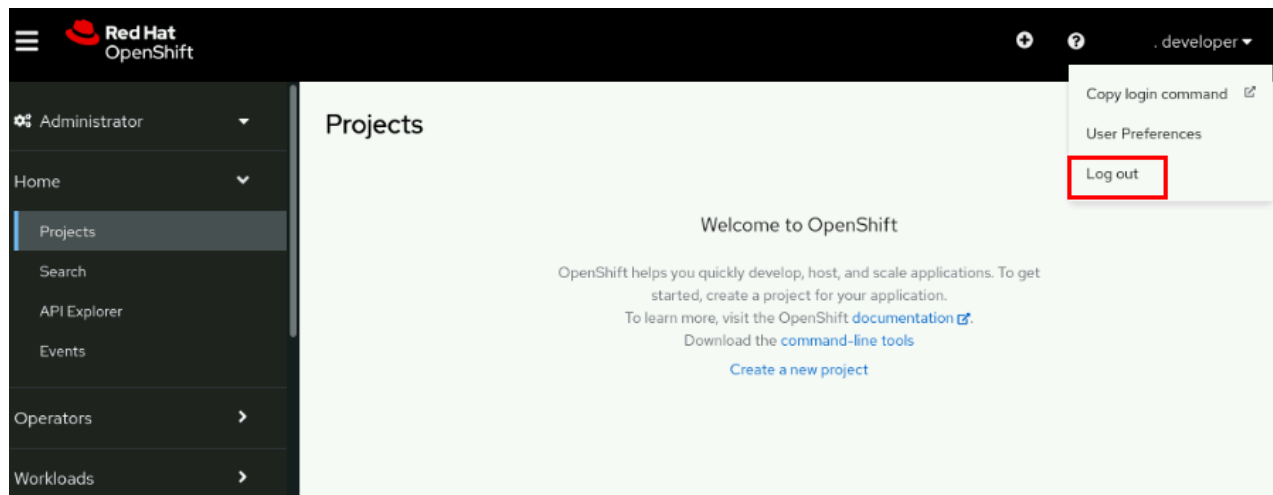 Red Hat
OpenShift
. developer
Copy login command
User Preferences
Log out
Administrator
Home
Projects
Search
API Explorer
Events
Operators
Workloads
Projects
Welcome to OpenShift
OpenShift helps you quickly develop, host, and scale applications. To get
started, create a project for your application.
To learn more, visit the OpenShift documentation.
Download the command-line tools
Create a new project